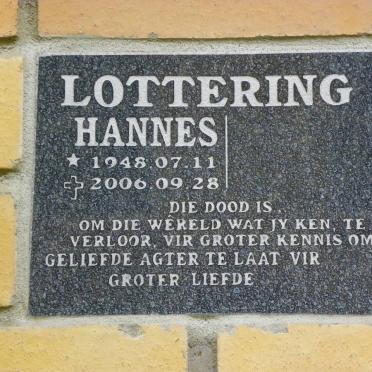 LOTTERING
HANNES
★ 1948.07.11
✞ 2006.09.28
DIE DOOD IS,
OM DIE WÊRELD WAT JY KEN, TE
VERLOOR, VIR GROTER KENNIS OM
GELIEFDE AGTER TE LAAT VIR
GROTER LIEFDE